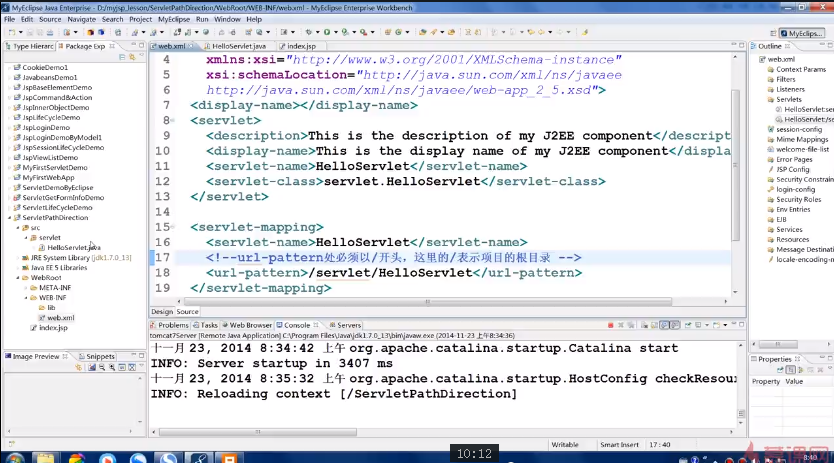 MyEclipse Java Enterprise - D:\myjsp_lesson/ServletPathDirection/WebRoot/WEB-INF/web.xml - MyEclipse Enterprise Workbench
File Edit Source Navigate Search Project MyEclipse Run Window Help
MyEclips...
Type Hierarc
Package Exp
CookieDemo1
JavabeansDemo1
JspBaseElementDemo
JspCommand&Action
JspInnerObjectDemo
JspLifeCycleDemo
JspLoginDemo
JspLoginDemoByModel1
JspSessionLifeCycleDemo
JspViewListDemo
MyFirstServlet
MyFirstWebApp
ServletDemoByEclipse
ServletGetFormInfoDemo
ServletLifeCycleDemo
ServletPathDirection
src
servlet
HelloServlet.java
JRE System Library [jdk1.7.0_13]
Java EE 5 Libraries
WebRoot
META-INF
WEB-INF
lib
web.xml
index.jsp
Image Preview
Snippets
web.xml
HelloServlet.java
index.jsp
4 xmlns:xsi="http://www.w3.org/2001/XMLSchema-instance"
5 xsi:schemaLocation="http://java.sun.com/xml/ns/javaee
6 http://java.sun.com/xml/ns/javaee/web-app_2_5.xsd">
7 <display-name></display-name>
8 <servlet>
9 <description>This is the description of my J2EE component</descript
10 <display-name>This is the display name of my J2EE component</displa
11 <servlet-name>HelloServlet</servlet-name>
12 <servlet-class>servlet.HelloServlet</servlet-class>
13 </servlet>
14
15 <servlet-mapping>
16 <servlet-name>HelloServlet</servlet-name>
17 <!--url-pattern处必须以/开头，这里的/表示项目的根目录 -->
18 <url-pattern>/servlet/HelloServlet</url-pattern>
19 </servlet-mapping>
Design Source
Problems Tasks Web Browser Console Servers
tomcat7Server [Remote Java Application] C:\Program Files\Java\jdk1.7.0_13\bin\javaw.exe (2014-11-23 上午8:34:36)
十一月 23, 2014 8:34:42 上午 org.apache.catalina.startup.Catalina start
INFO: Server startup in 3407 ms
十一月 23, 2014 8:35:32 上午 org.apache.catalina.startup.HostConfig checkResou
INFO: Reloading context [/ServletPathDirection]
Outline
web.xml
Context Params
Filters
Listeners
Servlets
HelloServlet:se
HelloServlet:/se
session-config
Mime Mappings
welcome-file-list
Error Pages
JSP Config
Security
login-config
Security Roles
Env Entries
EJB
Services
Resources
Message Destinatio
locale-encoding-m
Properties
Property Value
Writable Smart Insert 17 : 40
10:12
慕课网
8:40